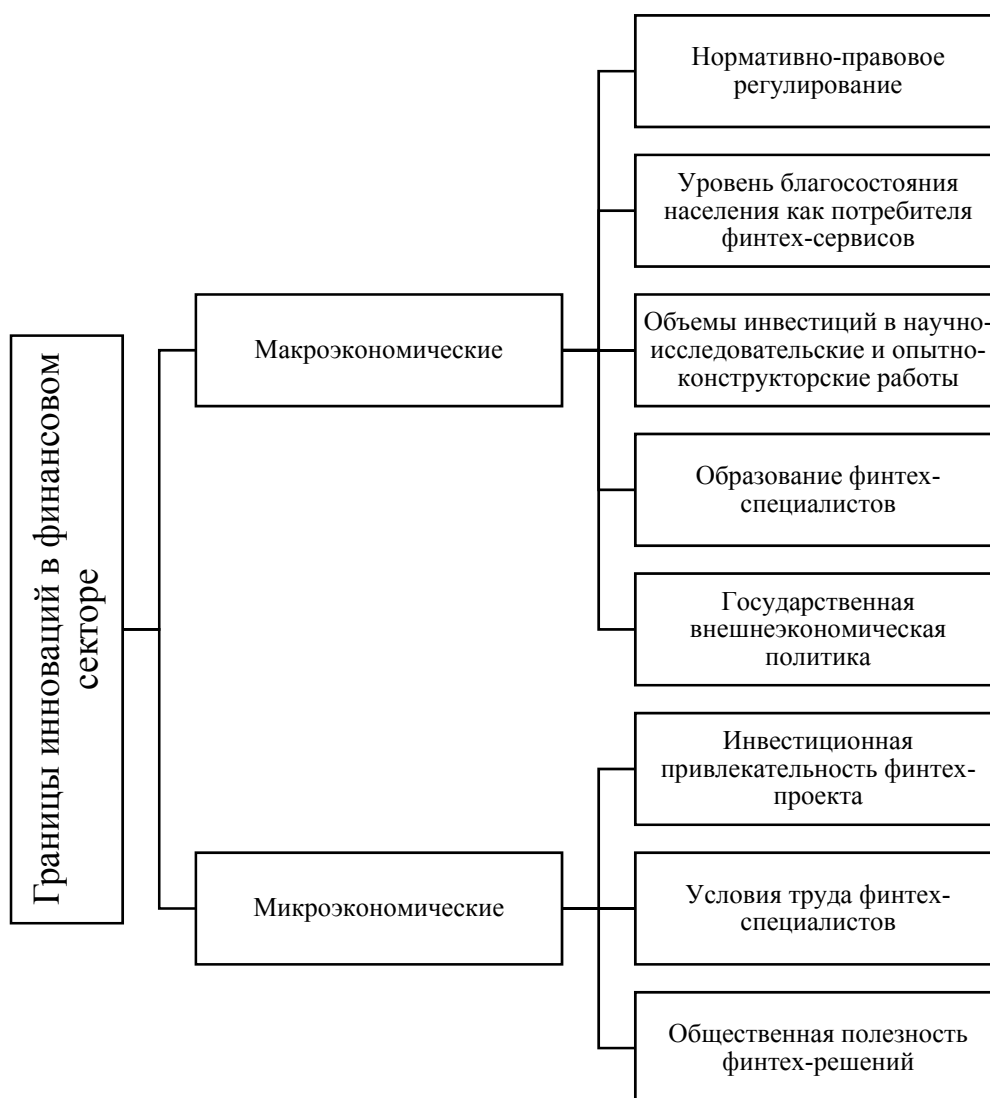 Границы инноваций в финансовом
секторе
Макроэкономические
Нормативно-правовое
регулирование
Уровень благосостояния
населения как потребителя
финтех-сервисов
Объемы инвестиций в научно-
исследовательские и опытно-
конструкторские работы
Образование финтех-
специалистов
Государственная
внешнеэкономическая
политика
Микроэкономические
Инвестиционная
привлекательность финтех-
проекта
Условия труда финтех-
специалистов
Общественная полезность
финтех-решений